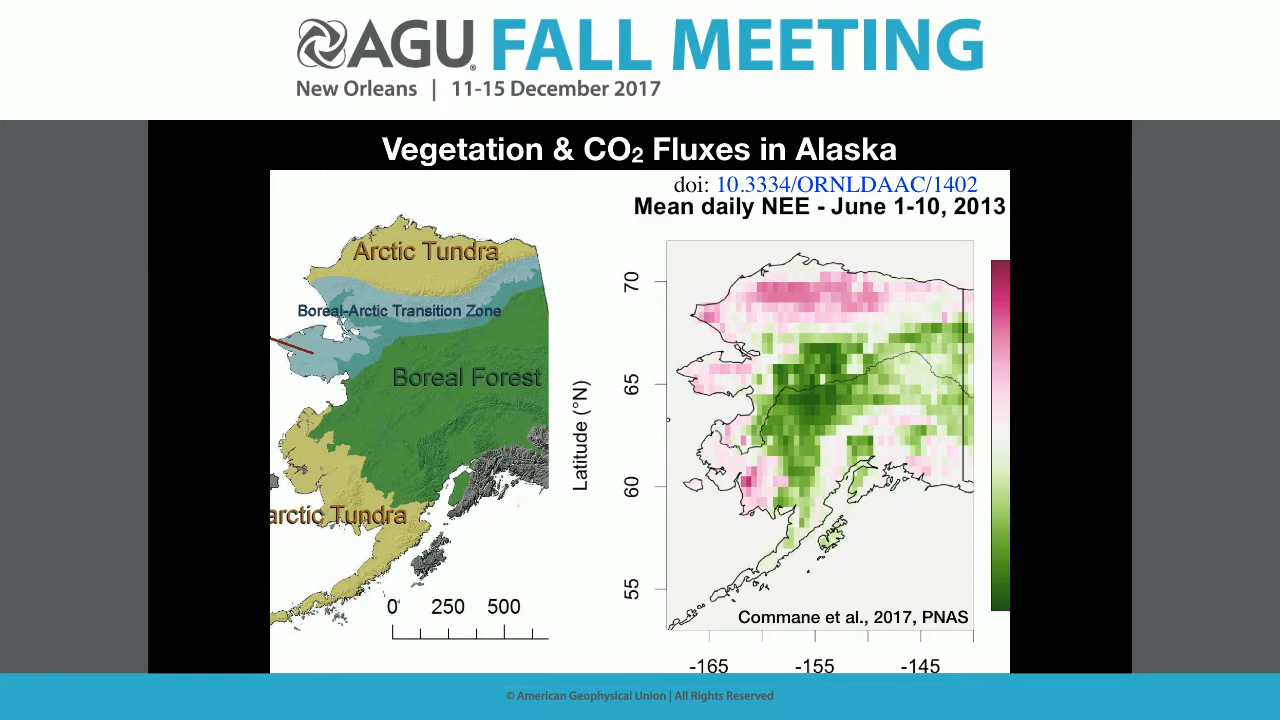 AGU FALL MEETING
New Orleans | 11-15 December 2017
Vegetation & CO₂ Fluxes in Alaska
doi: 10.3334/ORNLDAAC/1402
Mean daily NEE - June 1-10, 2013
Arctic Tundra
Boreal-Arctic Transition Zone
Boreal Forest
arctic Tundra
0 250 500
Latitude (°N)
70
65
60
55
Commane et al., 2017, PNAS
-165 -155 -145
© American Geophysical Union | All Rights Reserved